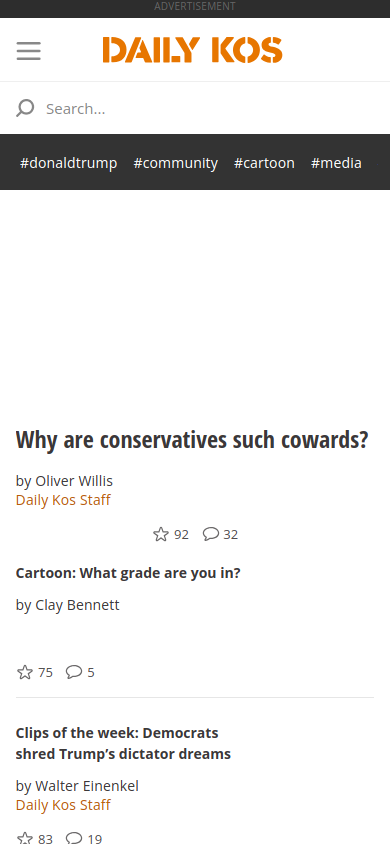 ADVERTISEMENT
DAILY KOS
Search...
#donaldtrump #community #cartoon #media
Why are conservatives such cowards?
by Oliver Willis
Daily Kos Staff
92 32
Cartoon: What grade are you in?
by Clay Bennett
75 5
Clips of the week: Democrats
shred Trump’s dictator dreams
by Walter Einenkel
Daily Kos Staff
83 19